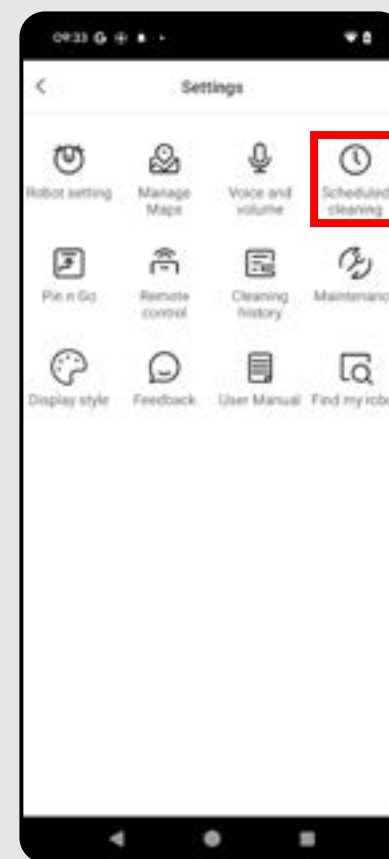 09:33 G
Settings
Robot setting
Manage
Maps
Voice and
volume
Scheduled
cleaning
Pin n Go
Remote
control
Cleaning
history
Maintenanc
Display style
Feedback
User Manual
Find my robo